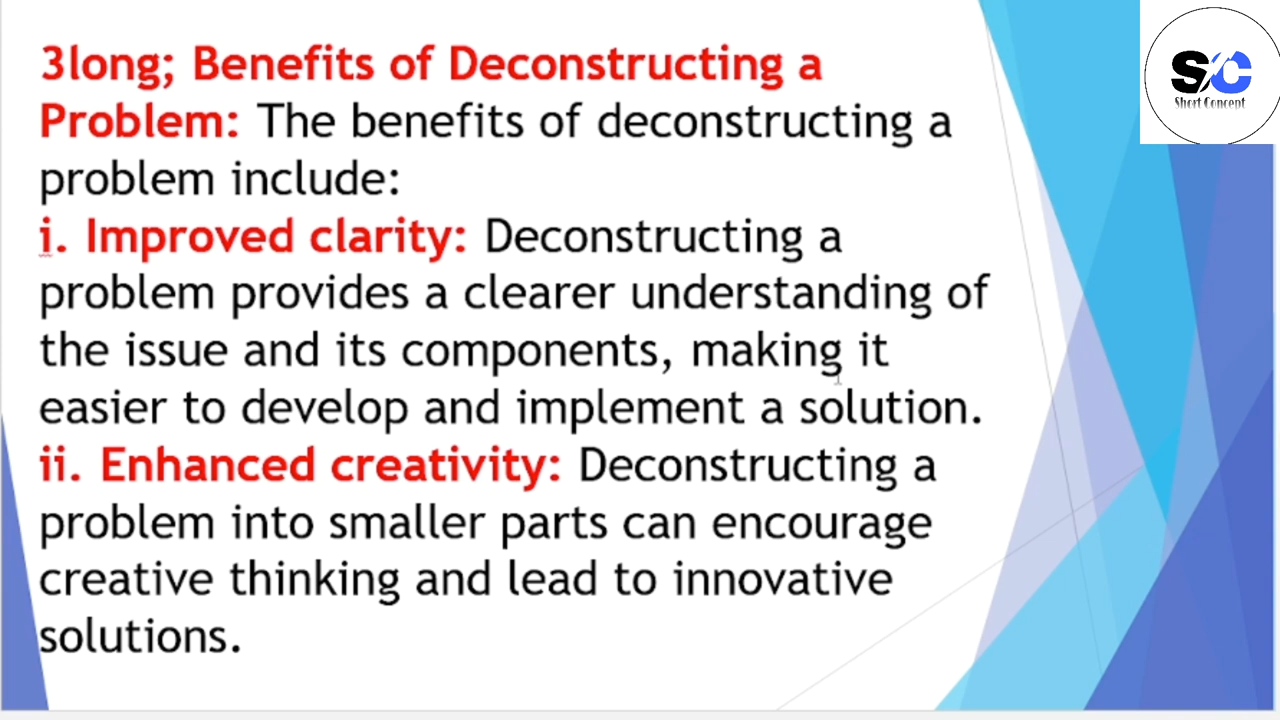 3long; Benefits of Deconstructing a
Problem: The benefits of deconstructing a
problem include:
i. Improved clarity: Deconstructing a
problem provides a clearer understanding of
the issue and its components, making it
easier to develop and implement a solution.
ii. Enhanced creativity: Deconstructing a
problem into smaller parts can encourage
creative thinking and lead to innovative
solutions.
SC
Short Concept